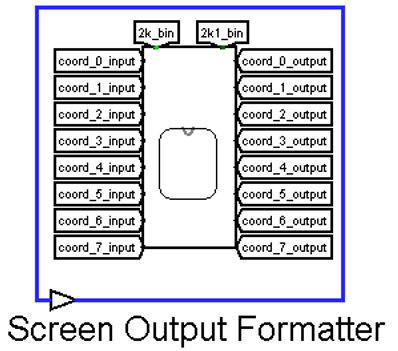 2k_bin 2k1_bin
coord_0_input coord_0_output
coord_1_input coord_1_output
coord_2_input coord_2_output
coord_3_input coord_3_output
coord_4_input coord_4_output
coord_5_input coord_5_output
coord_6_input coord_6_output
coord_7_input coord_7_output
Screen Output Formatter